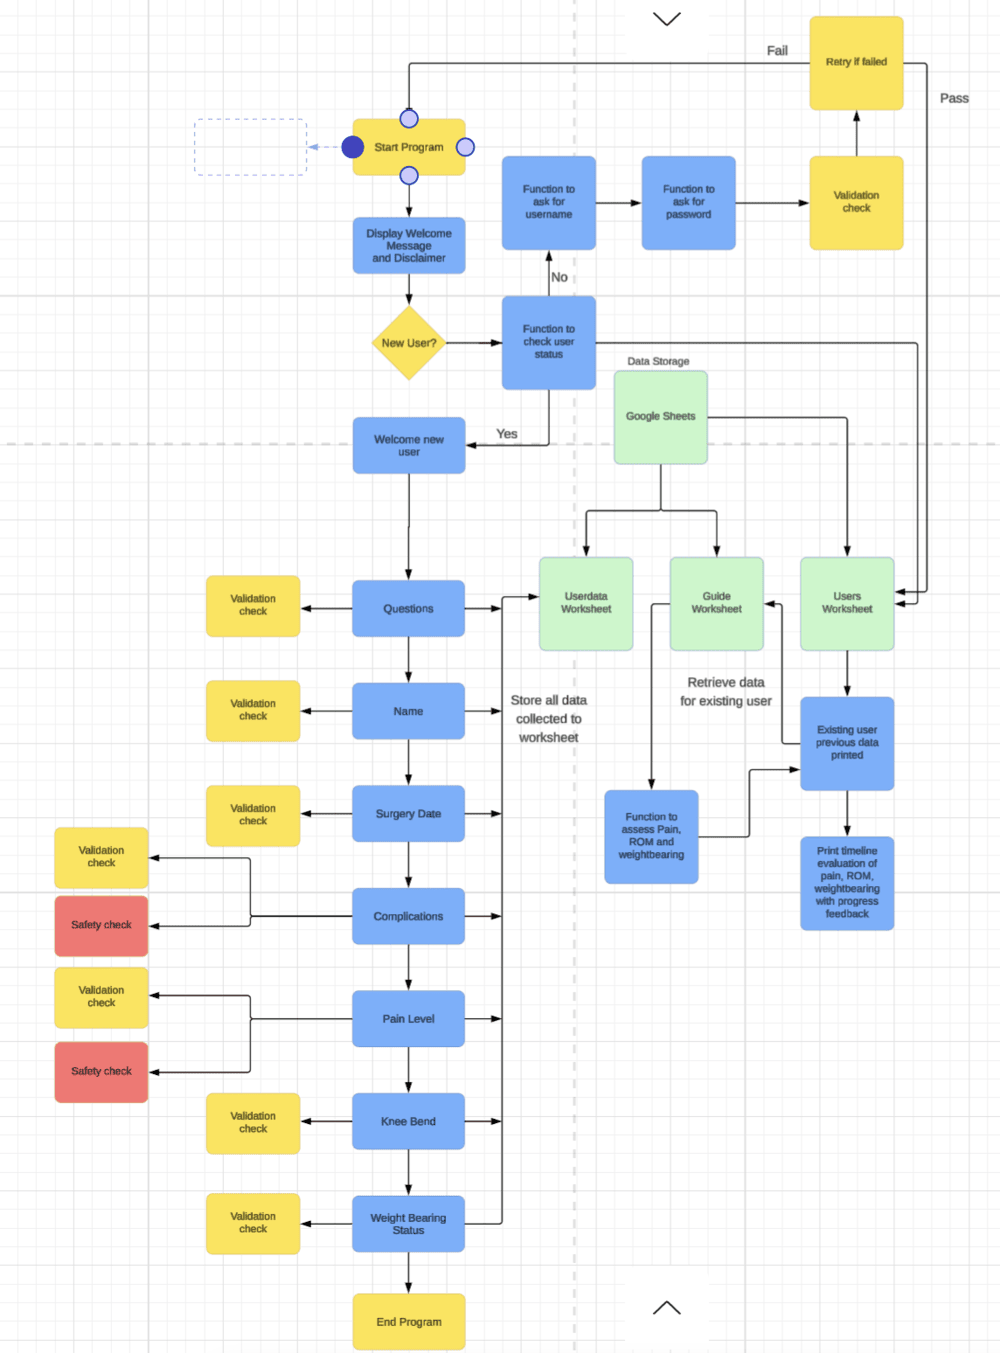 Fail
Retry if failed
Pass
Start Program
Function to
ask for
username
Function to
ask for
password
Validation
check
Display Welcome
Message
and Disclaimer
No
New User?
Function to
check user
status
Data Storage
Google Sheets
Yes
Welcome new
user
Validation
check
Questions
Userdata
Worksheet
Guide
Worksheet
Users
Worksheet
Validation
check
Name
Store all data
collected to
worksheet
Retrieve data
for existing user
Existing user
previous data
printed
Validation
check
Surgery Date
Function to
assess Pain,
ROM and
weightbearing
Validation
check
Safety check
Complications
Print timeline
evaluation of
pain, ROM,
weightbearing
with progress
feedback
Validation
check
Pain Level
Safety check
Validation
check
Knee Bend
Validation
check
Weight Bearing
Status
End Program